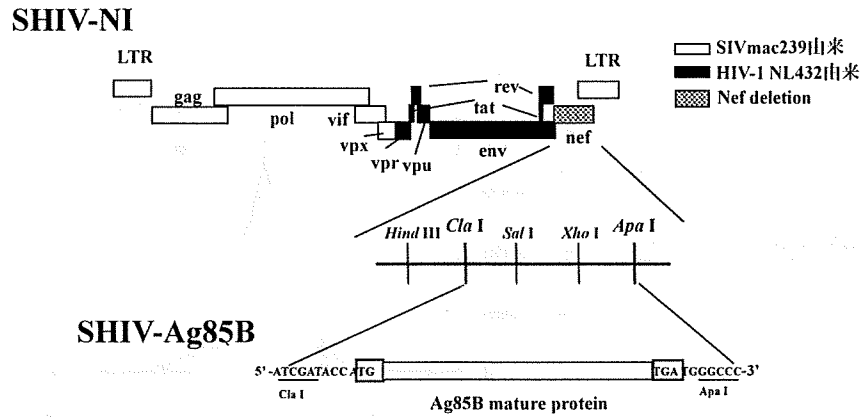 SHIV-NI
LTR
gag
pol
vif
vpx
vpr
vpu
tat
rev
env
nef
LTR
SIVmac239由来
HIV-1 NL432由来
Nef deletion
Hind III
Cla I
Sal I
Xho I
Apa I
SHIV-Ag85B
5'-ATCGATACCATG
TGATGGGCCC-3'
Cla I
Apa I
Ag85B mature protein